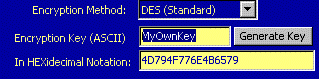 Encryption Method: DES (Standard)
Encryption Key (ASCII) MyOwnKey Generate Key
In HEXidecimal Notation: 4D794F776E4B6579